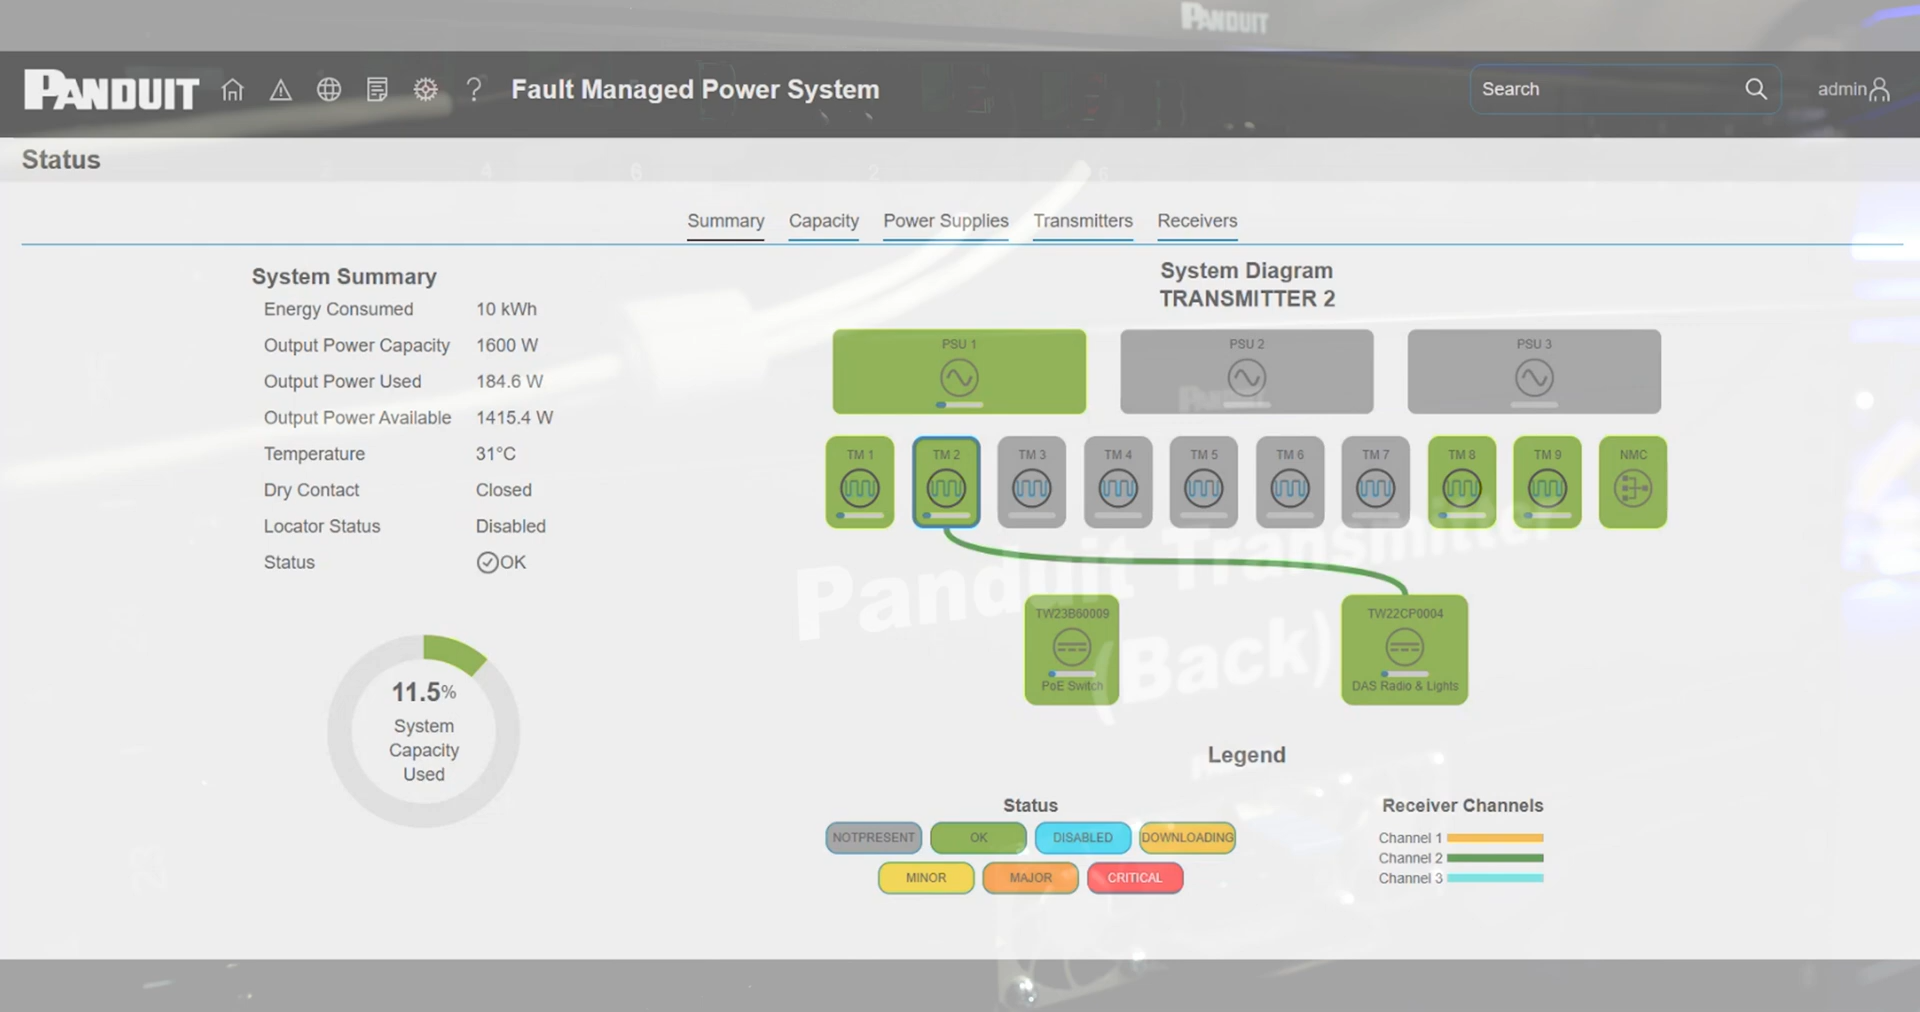 PANDUIT
PANDUIT
Fault Managed Power System
Search
admin
Status
Summary
Capacity
Power Supplies
Transmitters
Receivers
System Summary
Energy Consumed 10 kWh
Output Power Capacity 1600 W
Output Power Used 184.6 W
Output Power Available 1415.4 W
Temperature 31°C
Dry Contact Closed
Locator Status Disabled
Status OK
11.5%
System
Capacity
Used
System Diagram
TRANSMITTER 2
PSU 1
PSU 2
PSU 3
PANDUIT
TM 1
TM 2
TM 3
TM 4
TM 5
TM 6
TM 7
TM 8
TM 9
NMC
Panduit Transmitter
(Back)
TW23B60009
PoE Switch
TW22CP0004
DAS Radio & Lights
Legend
Status
NOTPRESENT
OK
DISABLED
DOWNLOADING
MINOR
MAJOR
CRITICAL
Receiver Channels
Channel 1
Channel 2
Channel 3